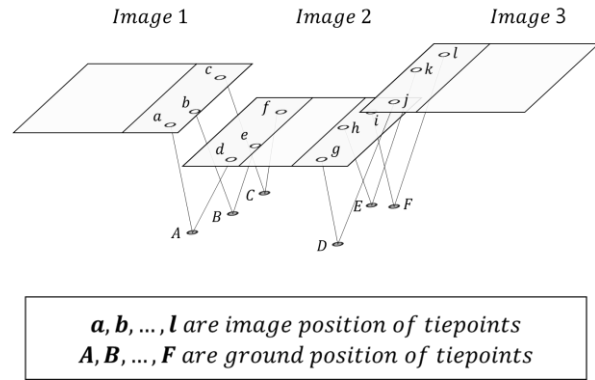 Image 1 Image 2 Image 3
l
k
c
j
b
f
a
i
h
e
d
g
C
E F
B
A
D
a, b, ..., l are image position of tiepoints
A, B, ..., F are ground position of tiepoints